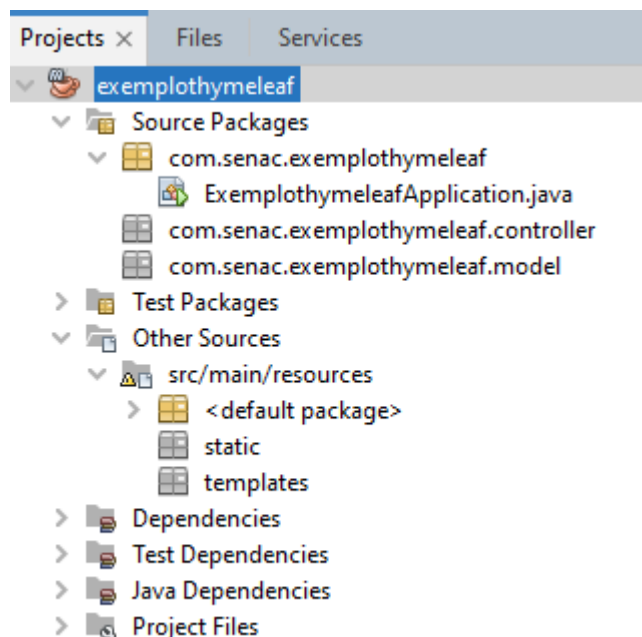 Projects Files Services
exemplothymeleaf
Source Packages
com.senac.exemplothymeleaf
ExemplothymeleafApplication.java
com.senac.exemplothymeleaf.controller
com.senac.exemplothymeleaf.model
Test Packages
Other Sources
src/main/resources
<default package>
static
templates
Dependencies
Test Dependencies
Java Dependencies
Project Files